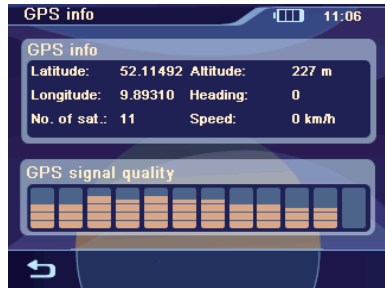 GPS info 11:06
GPS info
Latitude: 52.11492 Altitude: 227 m
Longitude: 9.89310 Heading: 0
No. of sat.: 11 Speed: 0 km/h
GPS signal quality